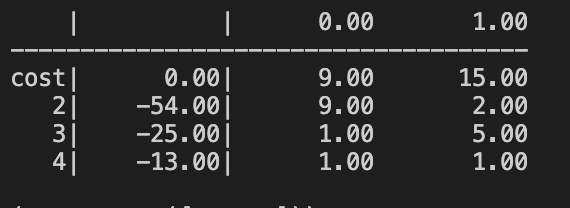 | | 0.00 1.00
-------------------------------------
cost| 0.00| 9.00 15.00
2| -54.00| 9.00 2.00
3| -25.00| 1.00 5.00
4| -13.00| 1.00 1.00